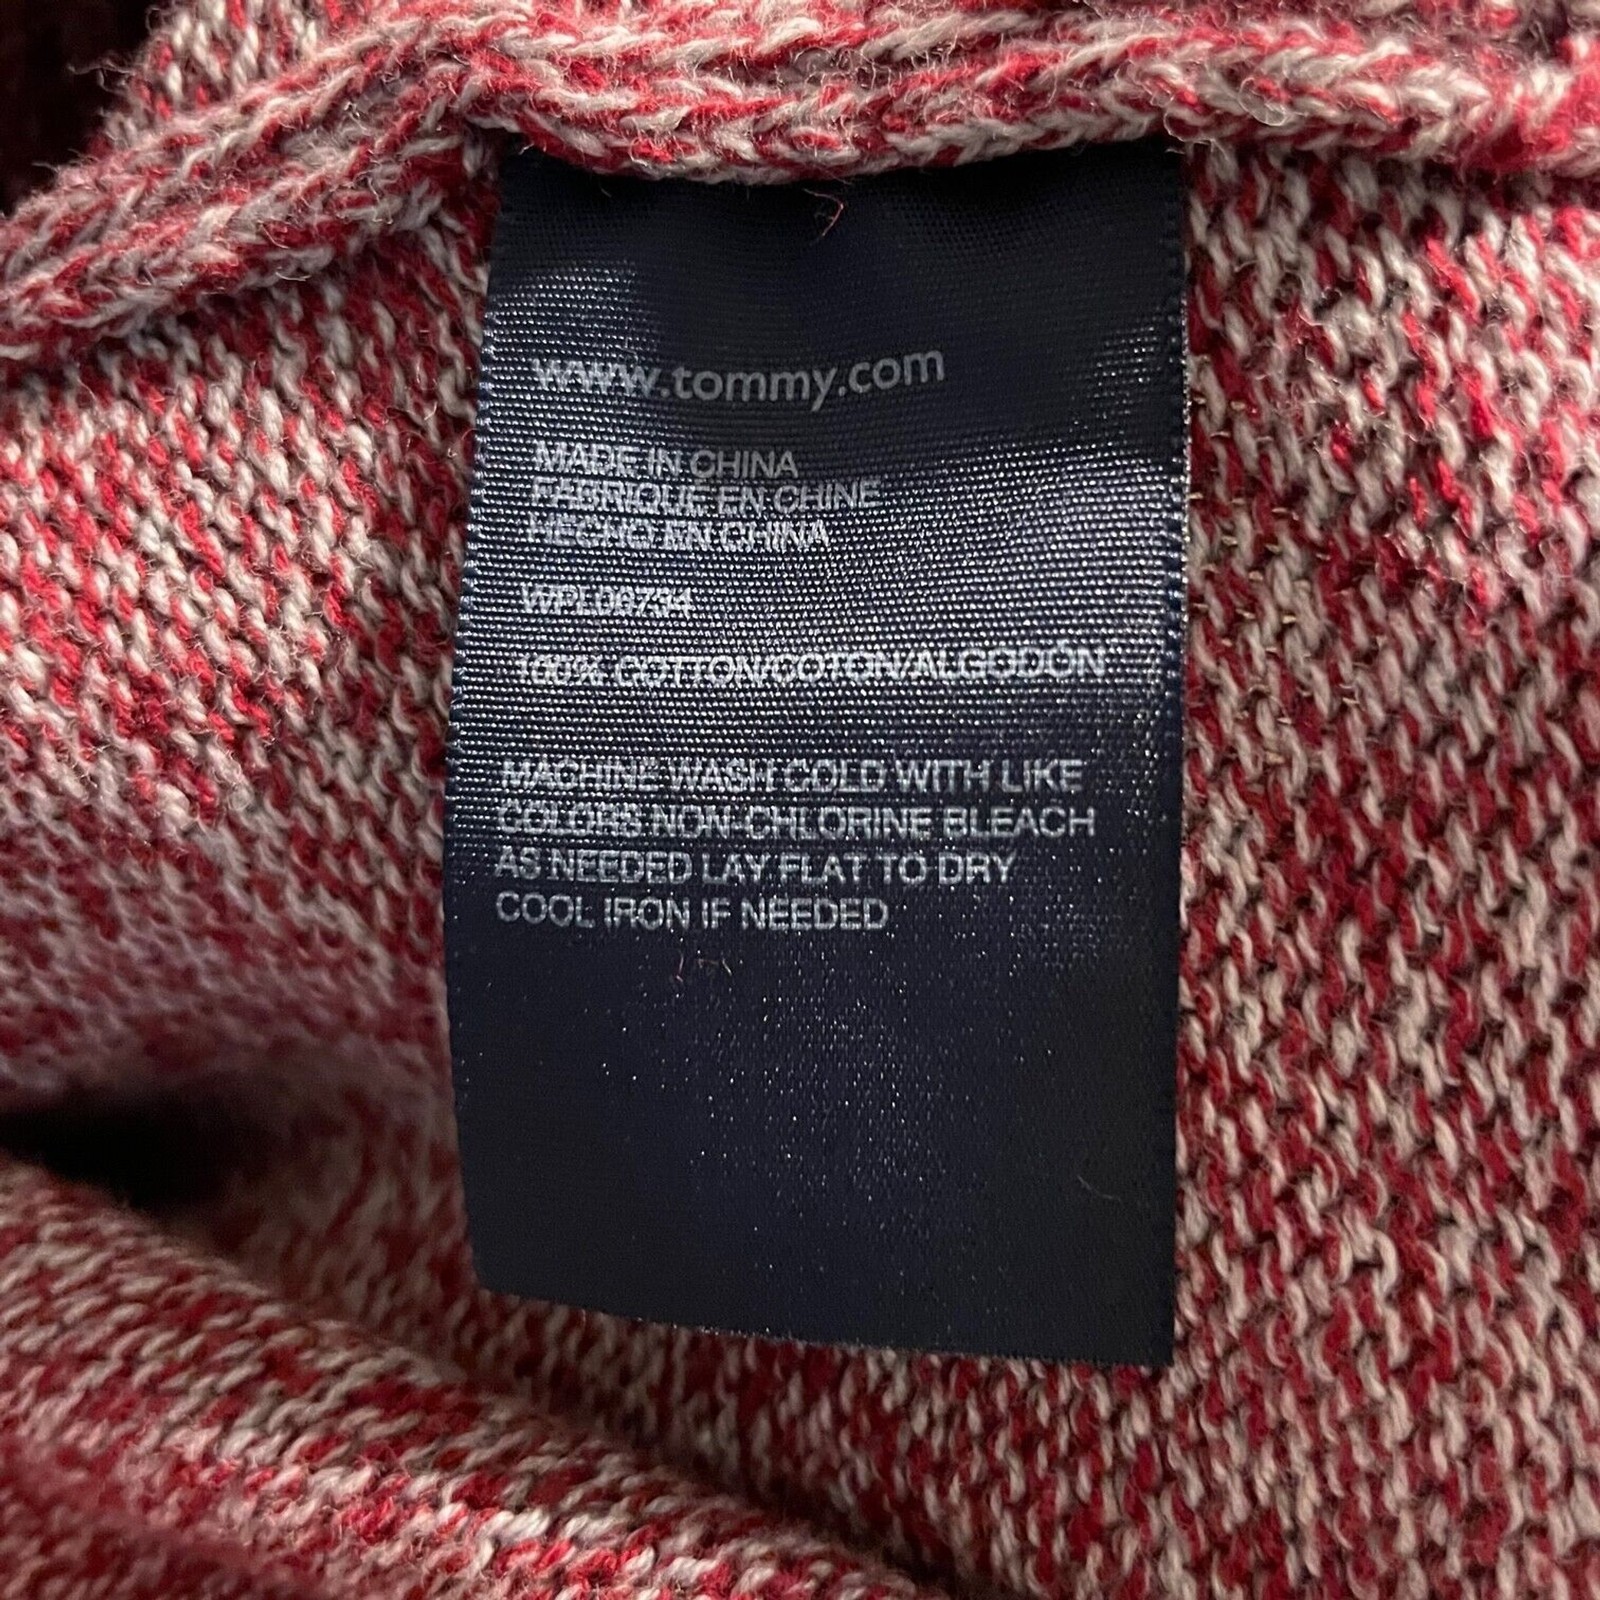 www.tommy.com
MADE IN CHINA
FABRIQUE EN CHINE
HECHO EN CHINA
WPL00734
100% COTTON/COTON/ALGODON
MACHINE WASH COLD WITH LIKE
COLORS NON-CHLORINE BLEACH
AS NEEDED LAY FLAT TO DRY
COOL IRON IF NEEDED